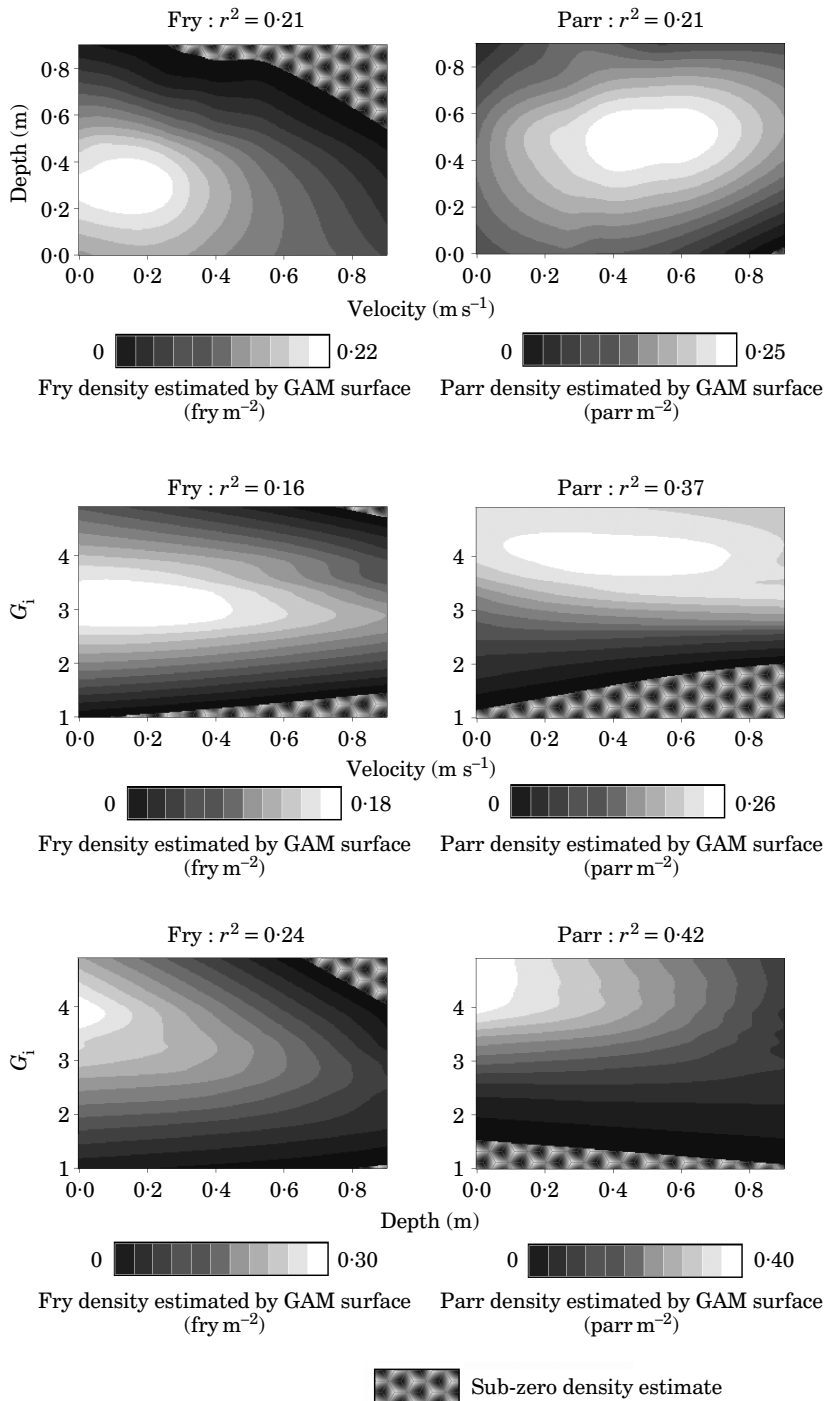 Fry : r² = 0·21
Parr : r² = 0·21
Depth (m)
0·8
0·6
0·4
0·2
0·0
0·8
0·6
0·4
0·2
0·0
0·0 0·2 0·4 0·6 0·8
0·0 0·2 0·4 0·6 0·8
Velocity (m s⁻¹)
0 0·22
0 0·25
Fry density estimated by GAM surface
(fry m⁻²)
Parr density estimated by GAM surface
(parr m⁻²)
Fry : r² = 0·16
Parr : r² = 0·37
Gᵢ
4
3
2
1
4
3
2
1
0·0 0·2 0·4 0·6 0·8
0·0 0·2 0·4 0·6 0·8
Velocity (m s⁻¹)
0 0·18
0 0·26
Fry density estimated by GAM surface
(fry m⁻²)
Parr density estimated by GAM surface
(parr m⁻²)
Fry : r² = 0·24
Parr : r² = 0·42
Gᵢ
4
3
2
1
4
3
2
1
0·0 0·2 0·4 0·6 0·8
0·0 0·2 0·4 0·6 0·8
Depth (m)
0 0·30
0 0·40
Fry density estimated by GAM surface
(fry m⁻²)
Parr density estimated by GAM surface
(parr m⁻²)
Sub-zero density estimate